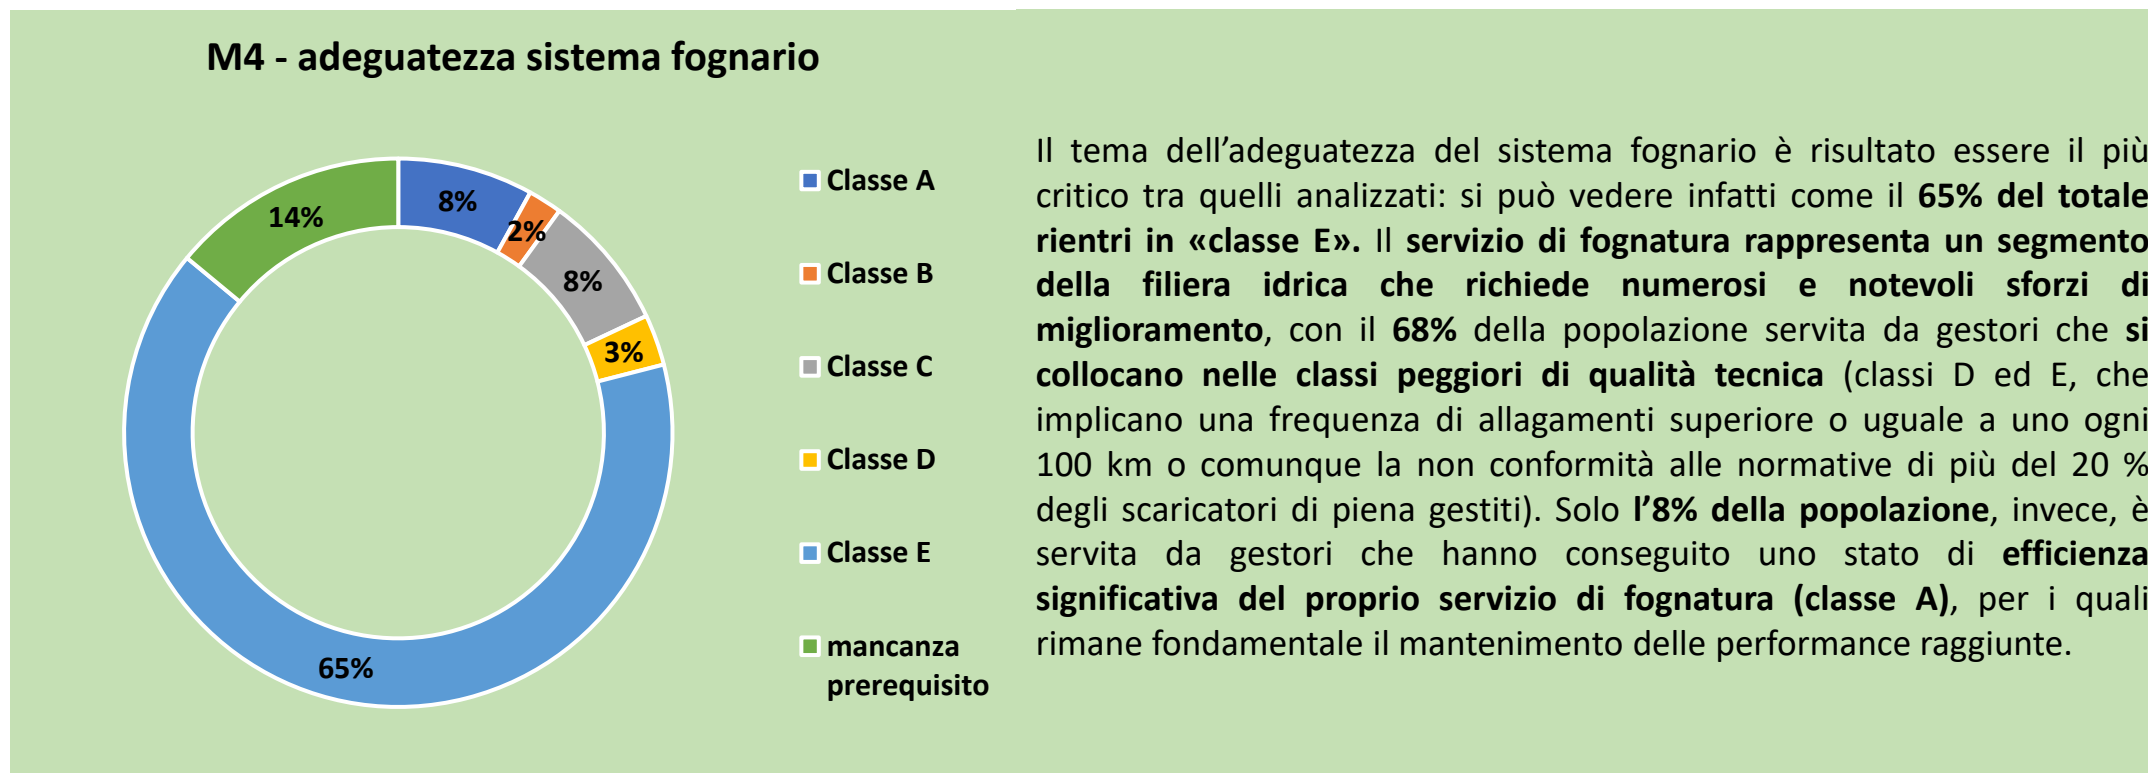 M4 - adeguatezza sistema fognario
8%
2%
8%
3%
65%
14%
Classe A
Classe B
Classe C
Classe D
Classe E
mancanza
prerequisito
Il tema dell’adeguatezza del sistema fognario è risultato essere il più
critico tra quelli analizzati: si può vedere infatti come il 65% del totale
rientri in «classe E». Il servizio di fognatura rappresenta un segmento
della filiera idrica che richiede numerosi e notevoli sforzi di
miglioramento, con il 68% della popolazione servita da gestori che si
collocano nelle classi peggiori di qualità tecnica (classi D ed E, che
implicano una frequenza di allagamenti superiore o uguale a uno ogni
100 km o comunque la non conformità alle normative di più del 20 %
degli scaricatori di piena gestiti). Solo l’8% della popolazione, invece, è
servita da gestori che hanno conseguito uno stato di efficienza
significativa del proprio servizio di fognatura (classe A), per i quali
rimane fondamentale il mantenimento delle performance raggiunte.